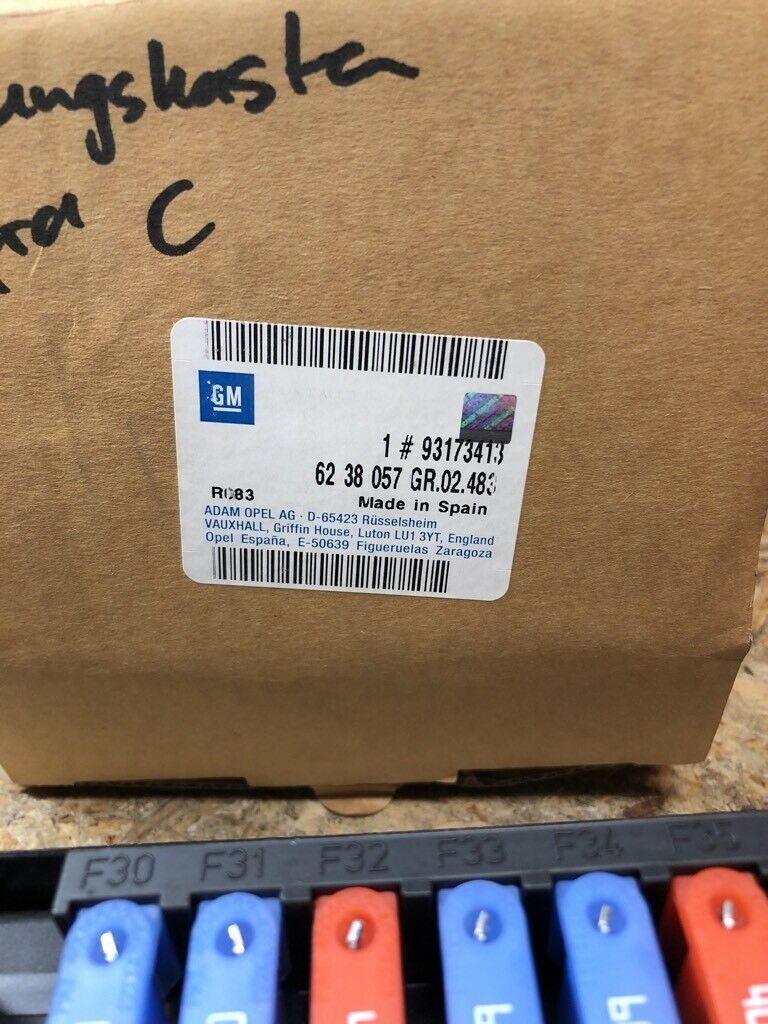 ungskasten
C
GM
1 # 93173413
62 38 057 GR.02.483
R083
Made in Spain
ADAM OPEL AG · D-65423 Rüsselsheim
VAUXHALL, Griffin House, Luton LU1 3YT, England
Opel España, E-50639 Figueruelas Zaragoza
F30 F31 F32 F33 F34 F35